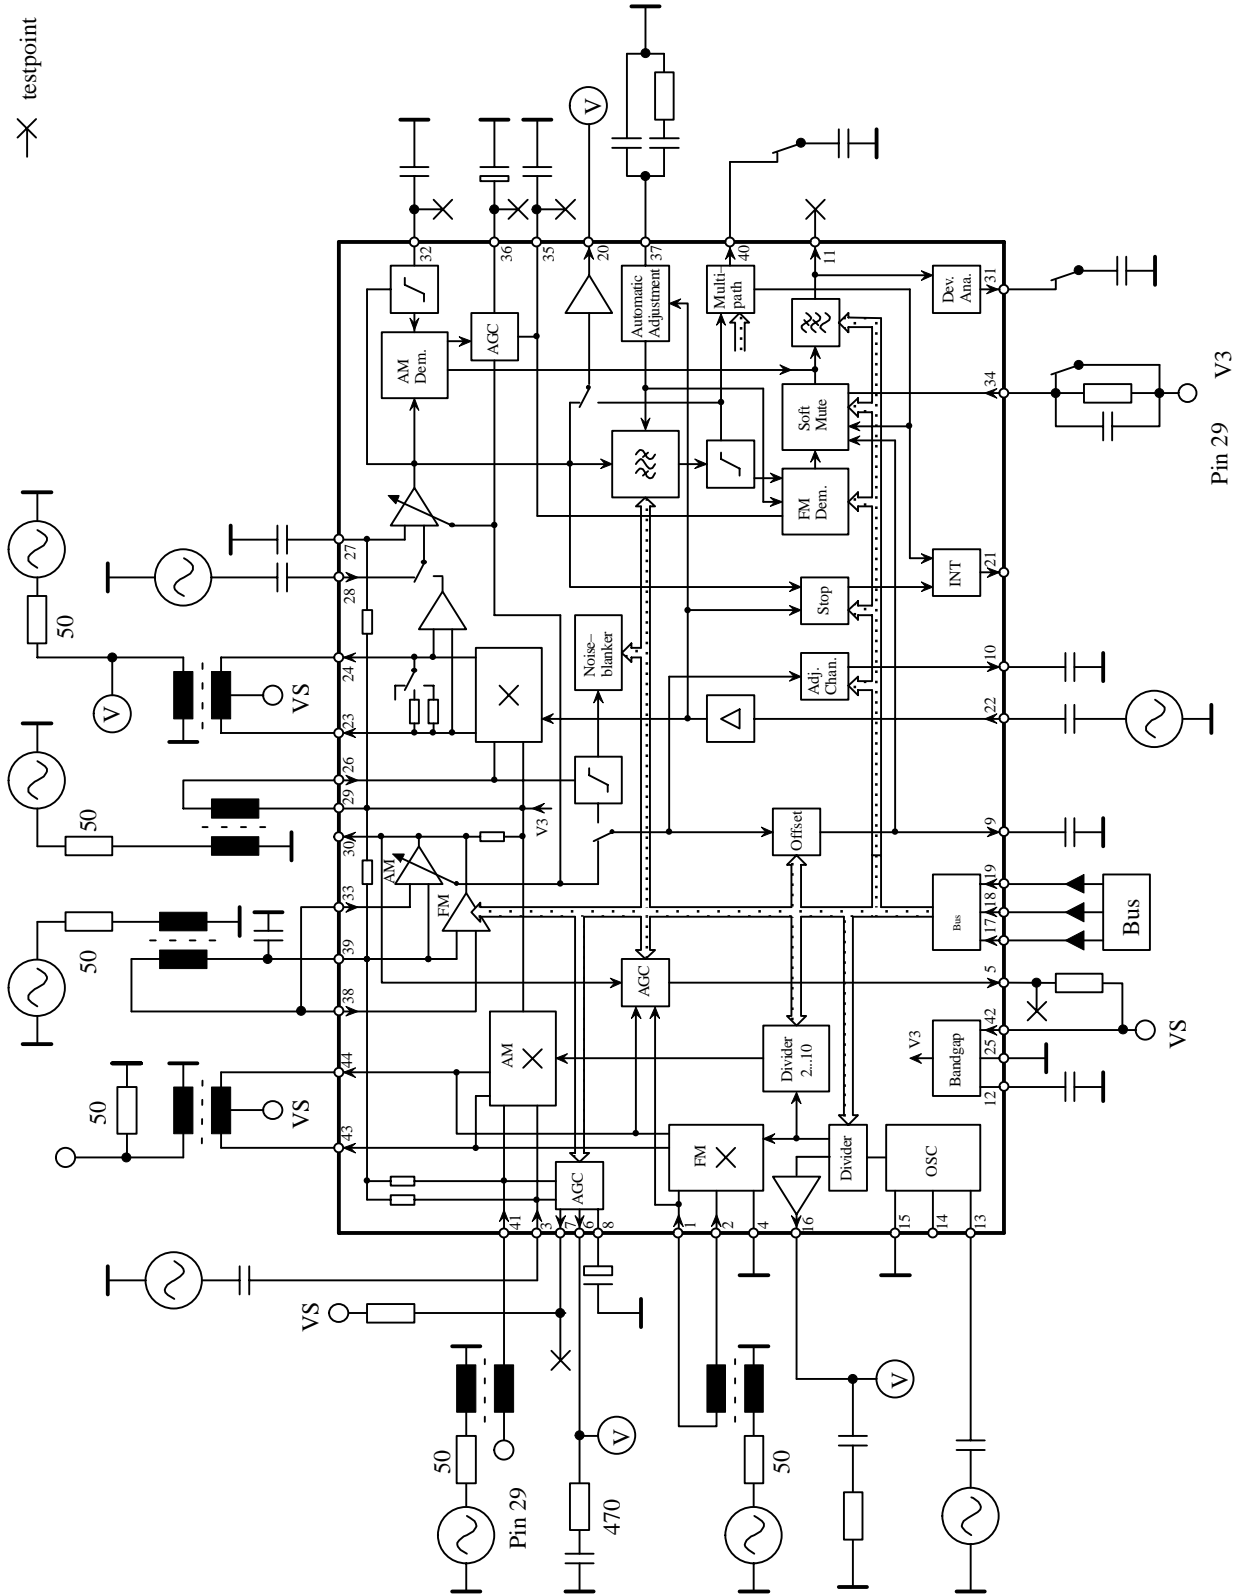 testpoint
50
V
VS
50
50
50
VS
43
44
38
39
33
30
29
26
23
24
28
27
AM
FM
V3
AM
Dem.
32
AGC
36
35
20
V
Automatic
Adjustment
37
Multi–
path
40
11
Dev.
Ana.
31
Soft
Mute
34
Pin 29
V3
FM
Dem.
INT
21
Stop
Noise–
blanker
Adj.
Chan.
10
22
Offset
9
Bus
19
18
17
Bus
AGC
5
AM
Divider
2...10
V3
Bandgap
42
25
12
VS
FM
Divider
OSC
AGC
41
3
7
6
8
1
2
4
16
15
14
13
VS
50
Pin 29
V
470
50
V